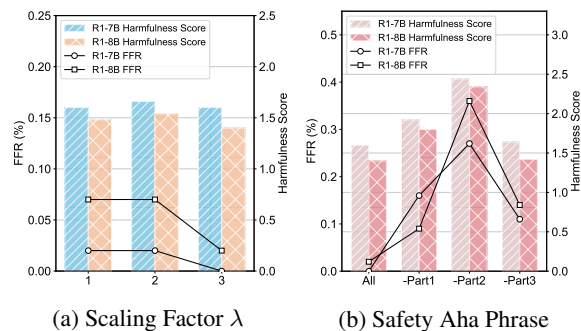 R1-7B Harmfulness Score
R1-8B Harmfulness Score
R1-7B FFR
R1-8B FFR
FFR (%)
0.25
0.20
0.15
0.10
0.05
0.00
2.5
2.0
1.5
1.0
0.5
0.0
Harmfulness Score
1 2 3
(a) Scaling Factor λ
R1-7B Harmfulness Score
R1-8B Harmfulness Score
R1-7B FFR
R1-8B FFR
FFR (%)
0.5
0.4
0.3
0.2
0.1
0.0
3.0
2.5
2.0
1.5
1.0
0.5
0.0
Harmfulness Score
All -Part1 -Part2 -Part3
(b) Safety Aha Phrase